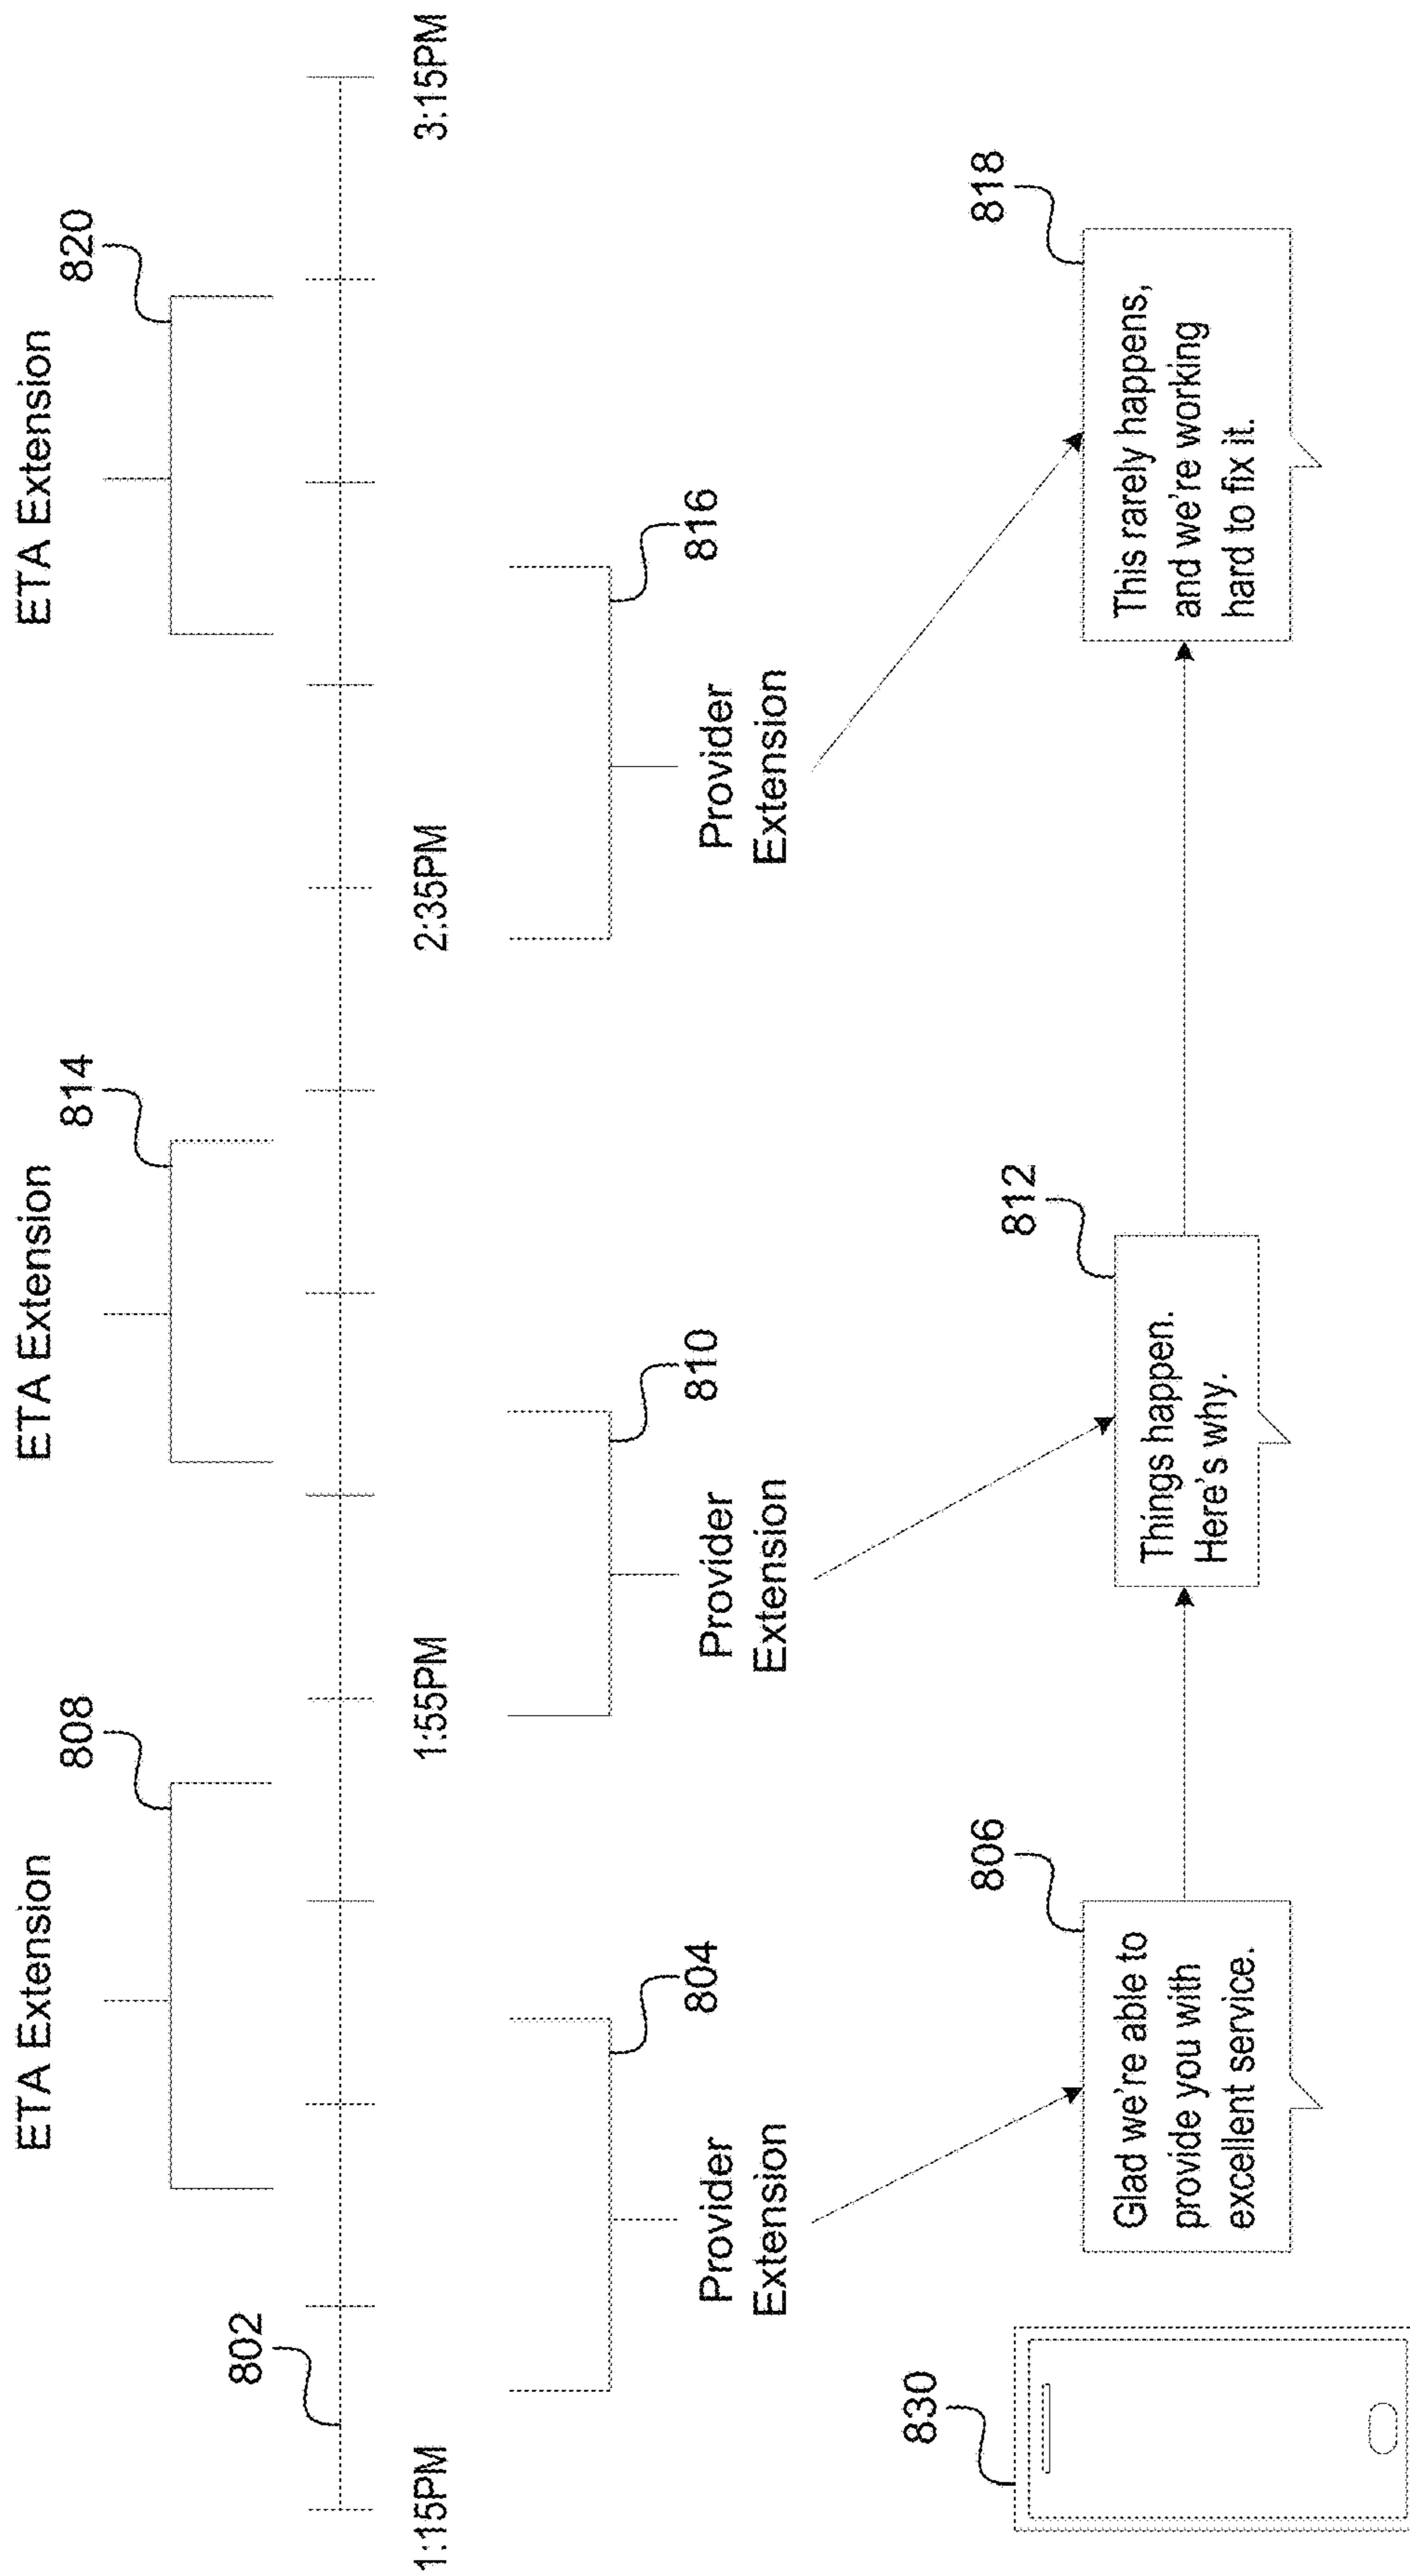 ETA Extension
ETA Extension
ETA Extension
808
814
820
802
1:15PM
1:55PM
2:35PM
3:15PM
804
810
816
Provider
Extension
Provider
Extension
Provider
Extension
830
806
812
818
Glad we're able to
provide you with
excellent service.
Things happen.
Here's why.
This rarely happens,
and we're working
hard to fix it.